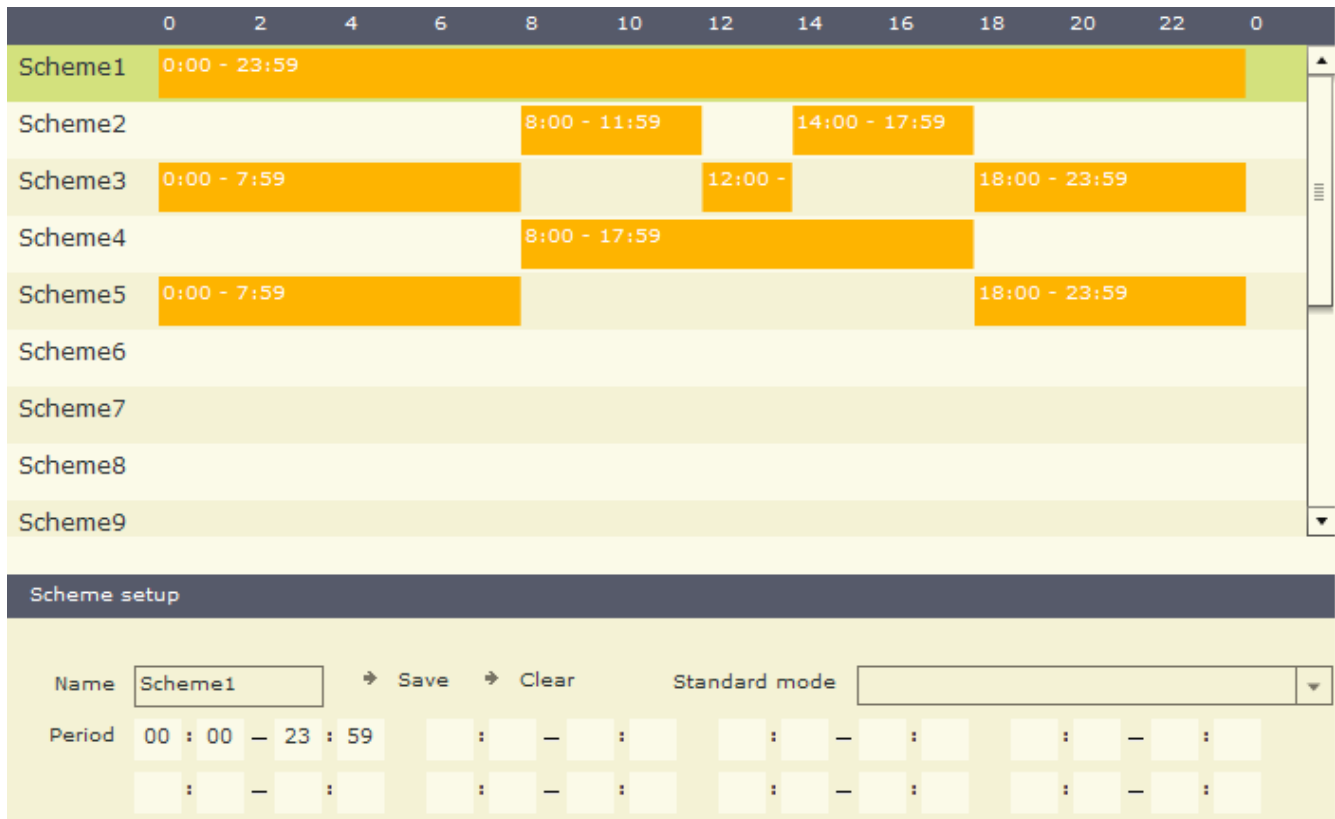 0 2 4 6 8 10 12 14 16 18 20 22 0
Scheme1 0:00 - 23:59
Scheme2 8:00 - 11:59 14:00 - 17:59
Scheme3 0:00 - 7:59 12:00 - 18:00 - 23:59
Scheme4 8:00 - 17:59
Scheme5 0:00 - 7:59 18:00 - 23:59
Scheme6
Scheme7
Scheme8
Scheme9
Scheme setup
Name Scheme1 Save Clear Standard mode
Period 00 : 00 — 23 : 59 : — : : — : : — :
: — : : — : : — : : — :